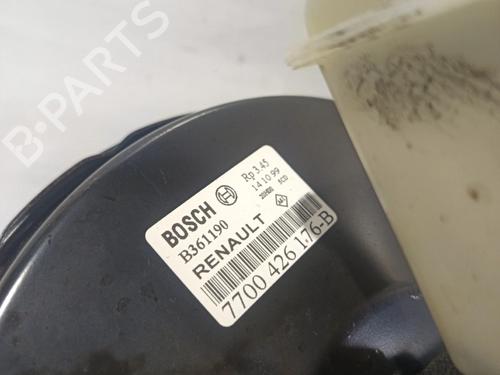 B-PARTS
BOSCH
Rp 3.45
14 10 99
B361190
RENAULT
7700 426 176-B